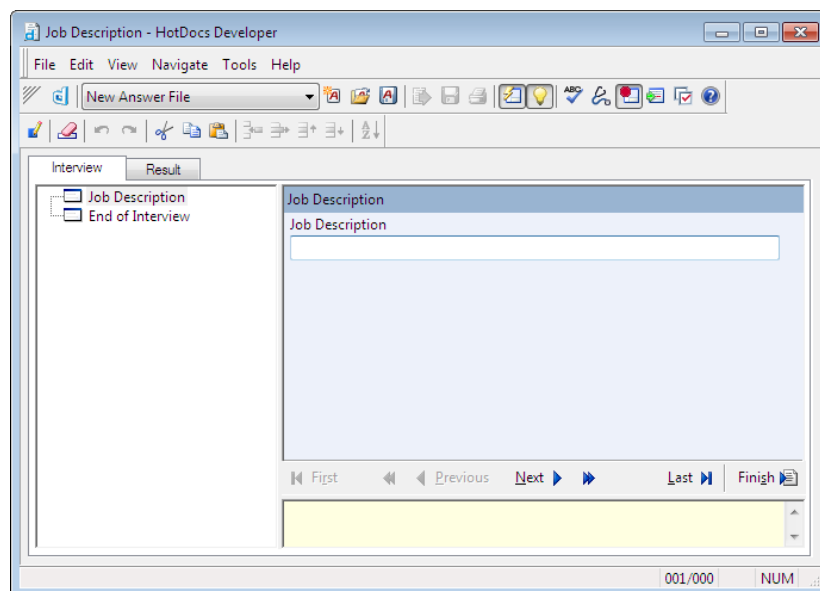 Job Description - HotDocs Developer
File Edit View Navigate Tools Help
New Answer File
ABC
Interview Result
Job Description
End of Interview
Job Description
Job Description
First Previous Next Last Finish
001/000 NUM